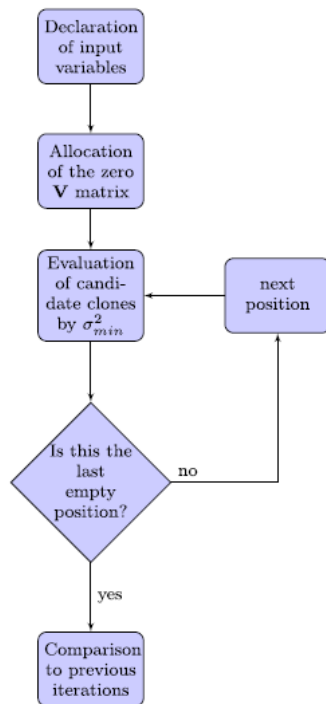 Declaration
of input
variables
Allocation
of the zero
V matrix
Evaluation
of candi-
date clones
by σ²min
next
position
Is this the
last
empty
position?
no
yes
Comparison
to previous
iterations